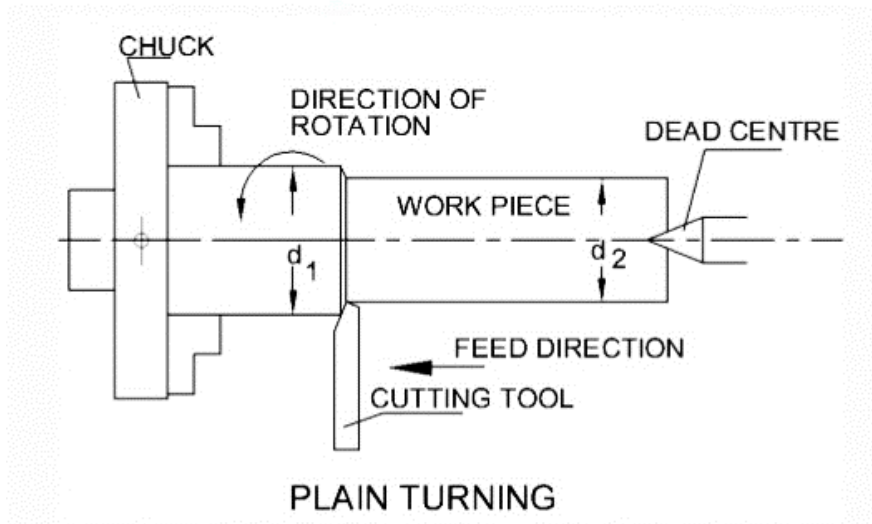 CHUCK
DIRECTION OF
ROTATION
DEAD CENTRE
WORK PIECE
d1
d2
FEED DIRECTION
CUTTING TOOL
PLAIN TURNING